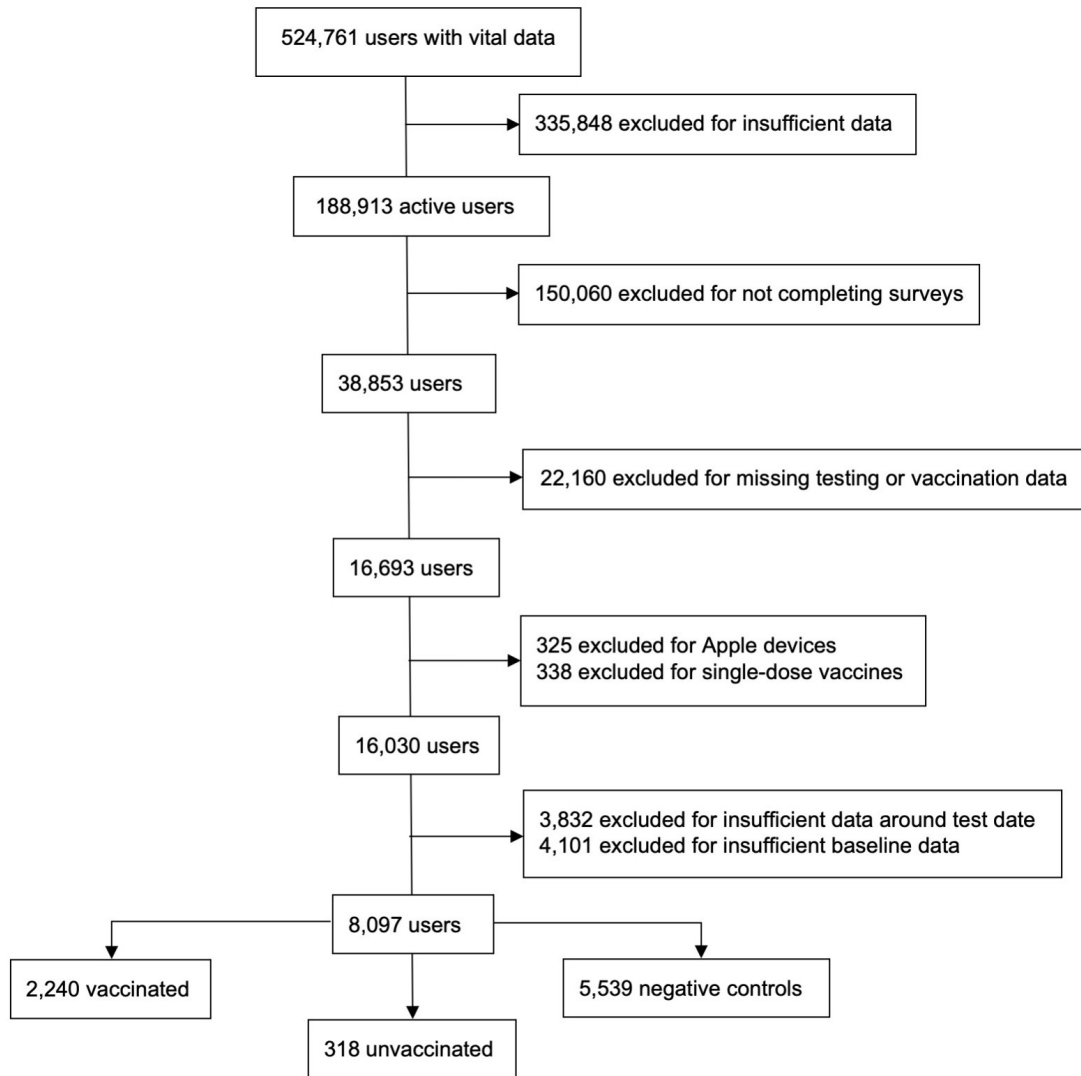 524,761 users with vital data
335,848 excluded for insufficient data
188,913 active users
150,060 excluded for not completing surveys
38,853 users
22,160 excluded for missing testing or vaccination data
16,693 users
325 excluded for Apple devices
338 excluded for single-dose vaccines
16,030 users
3,832 excluded for insufficient data around test date
4,101 excluded for insufficient baseline data
8,097 users
2,240 vaccinated
5,539 negative controls
318 unvaccinated